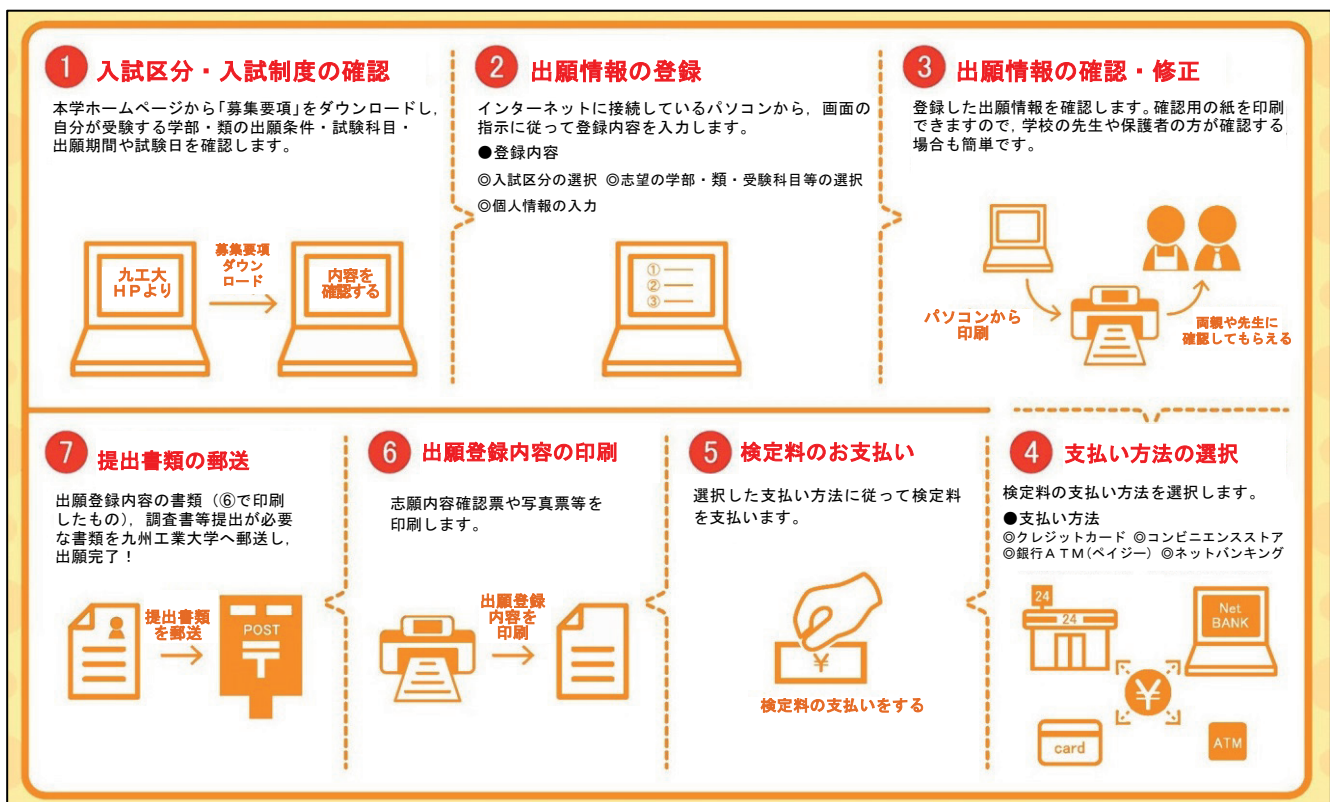 1 入試区分・入試制度の確認
本学ホームページから「募集要項」をダウンロードし,
自分が受験する学部・類の出願条件・試験科目・
出願期間や試験日を確認します。
九工大
ＨＰより
募集要項
ダウン
ロード
内容を
確認する
2 出願情報の登録
インターネットに接続しているパソコンから, 画面の
指示に従って登録内容を入力します。
●登録内容
◎入試区分の選択 ◎志望の学部・類・受験科目等の選択
◎個人情報の入力
①
②
③
3 出願情報の確認・修正
登録した出願情報を確認します。確認用の紙を印刷
できますので, 学校の先生や保護者の方が確認する
場合も簡単です。
パソコンから
印刷
両親や先生に
確認してもらえる
4 支払い方法の選択
検定料の支払い方法を選択します。
●支払い方法
◎クレジットカード ◎コンビニエンスストア
◎銀行ＡＴＭ(ペイジー) ◎ネットバンキング
24
24
Net
BANK
¥
card
ATM
5 検定料のお支払い
選択した支払い方法に従って検定料
を支払います。
¥
検定料の支払いをする
6 出願登録内容の印刷
志願内容確認票や写真票等を
印刷します。
出願登録
内容を
印刷
7 提出書類の郵送
出願登録内容の書類（⑥で印刷
したもの), 調査書等提出が必要
な書類を九州工業大学へ郵送し,
出願完了！
提出書類
を郵送
POST
〒